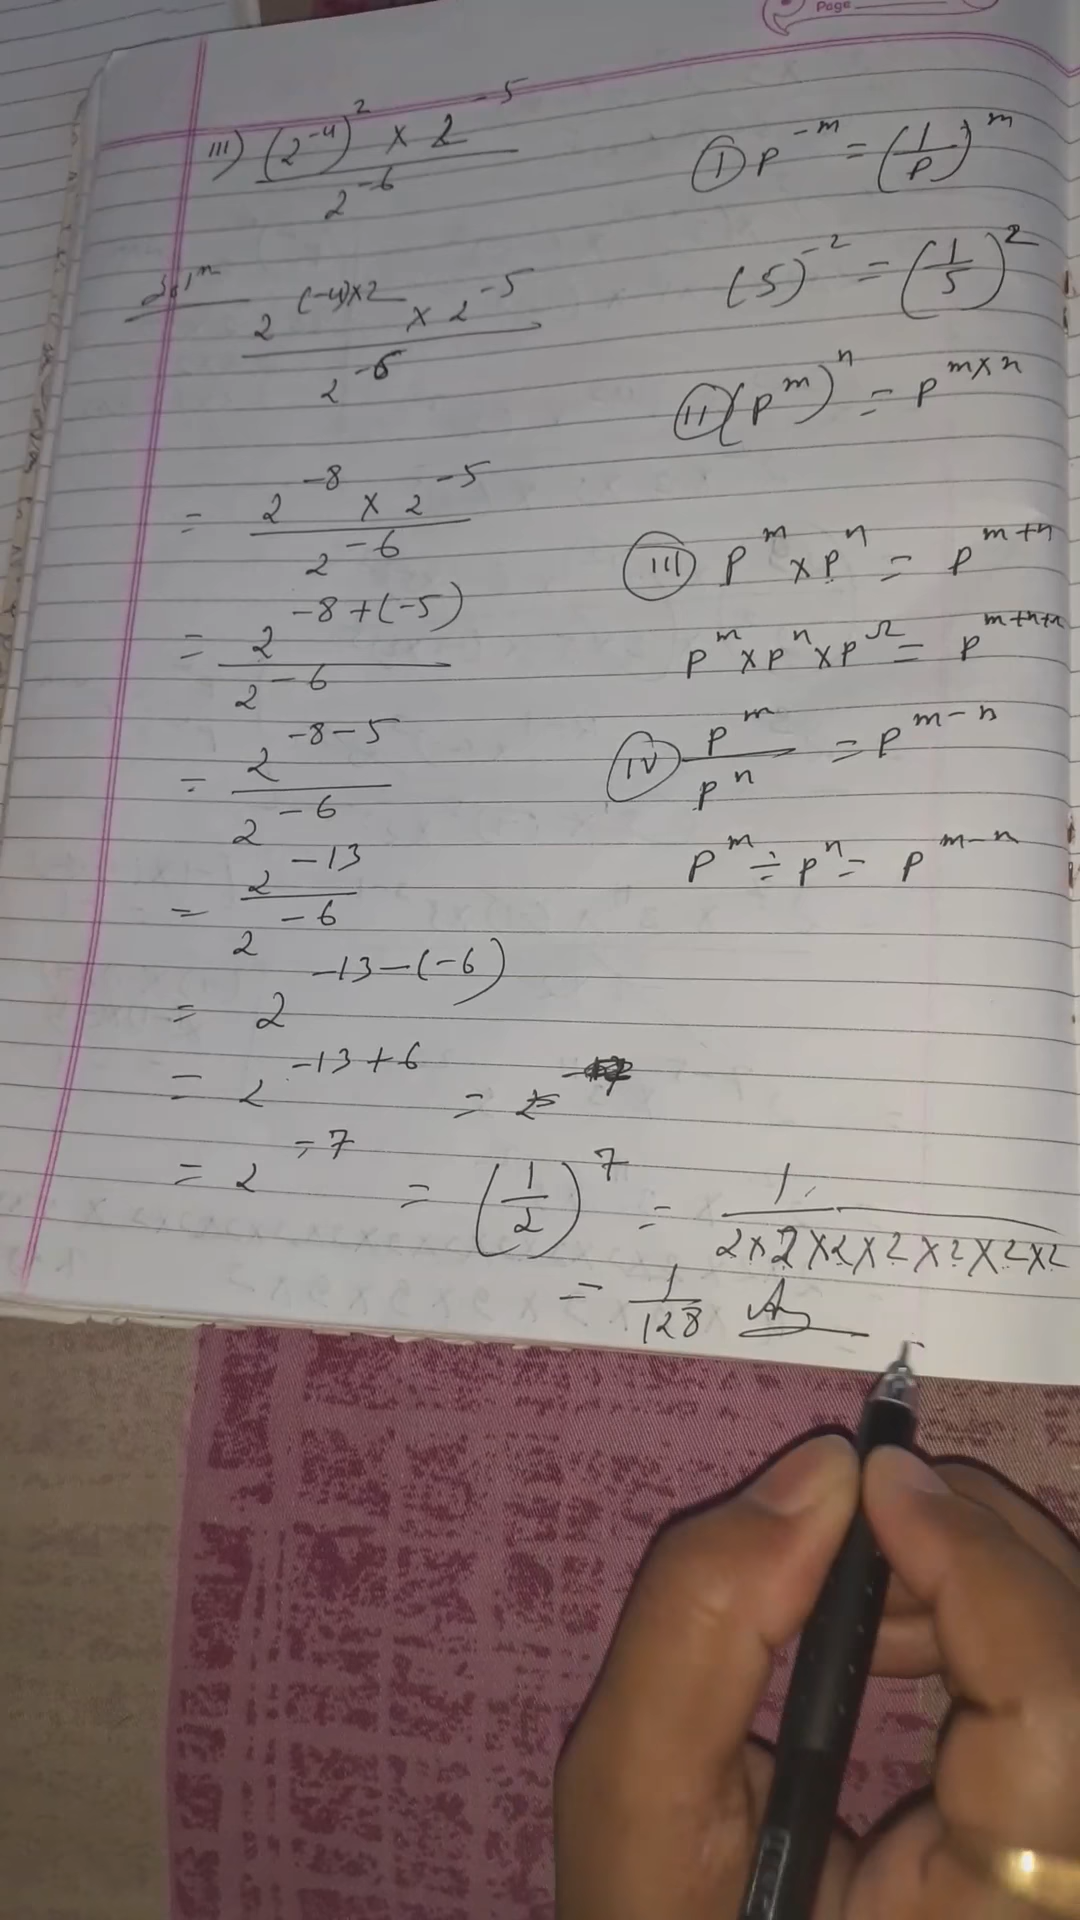 Page
III) (2^-4)^2 × 2^-5 / 2^-6
Sol^n 2^(-4)×2 × 2^-5 / 2^-6
= 2^-8 × 2^-5 / 2^-6
= 2^-8+(-5) / 2^-6
= 2^-8-5 / 2^-6
= 2^-13 / 2^-6
= 2^-13-(-6)
= 2^-13+6 = 2
= 2^-7 = (1/2)^7 = 1 / 2×2×2×2×2×2×2
= 1/128 Ans
I P^-m = (1/P)^m
(5)^-2 = (1/5)^2
II (P^m)^n = P^m×n
III P^m × P^n = P^m+n
P^m × P^n × P^r = P^m+n+r
IV P^m / P^n = P^m-n
P^m ÷ P^n = P^m-n